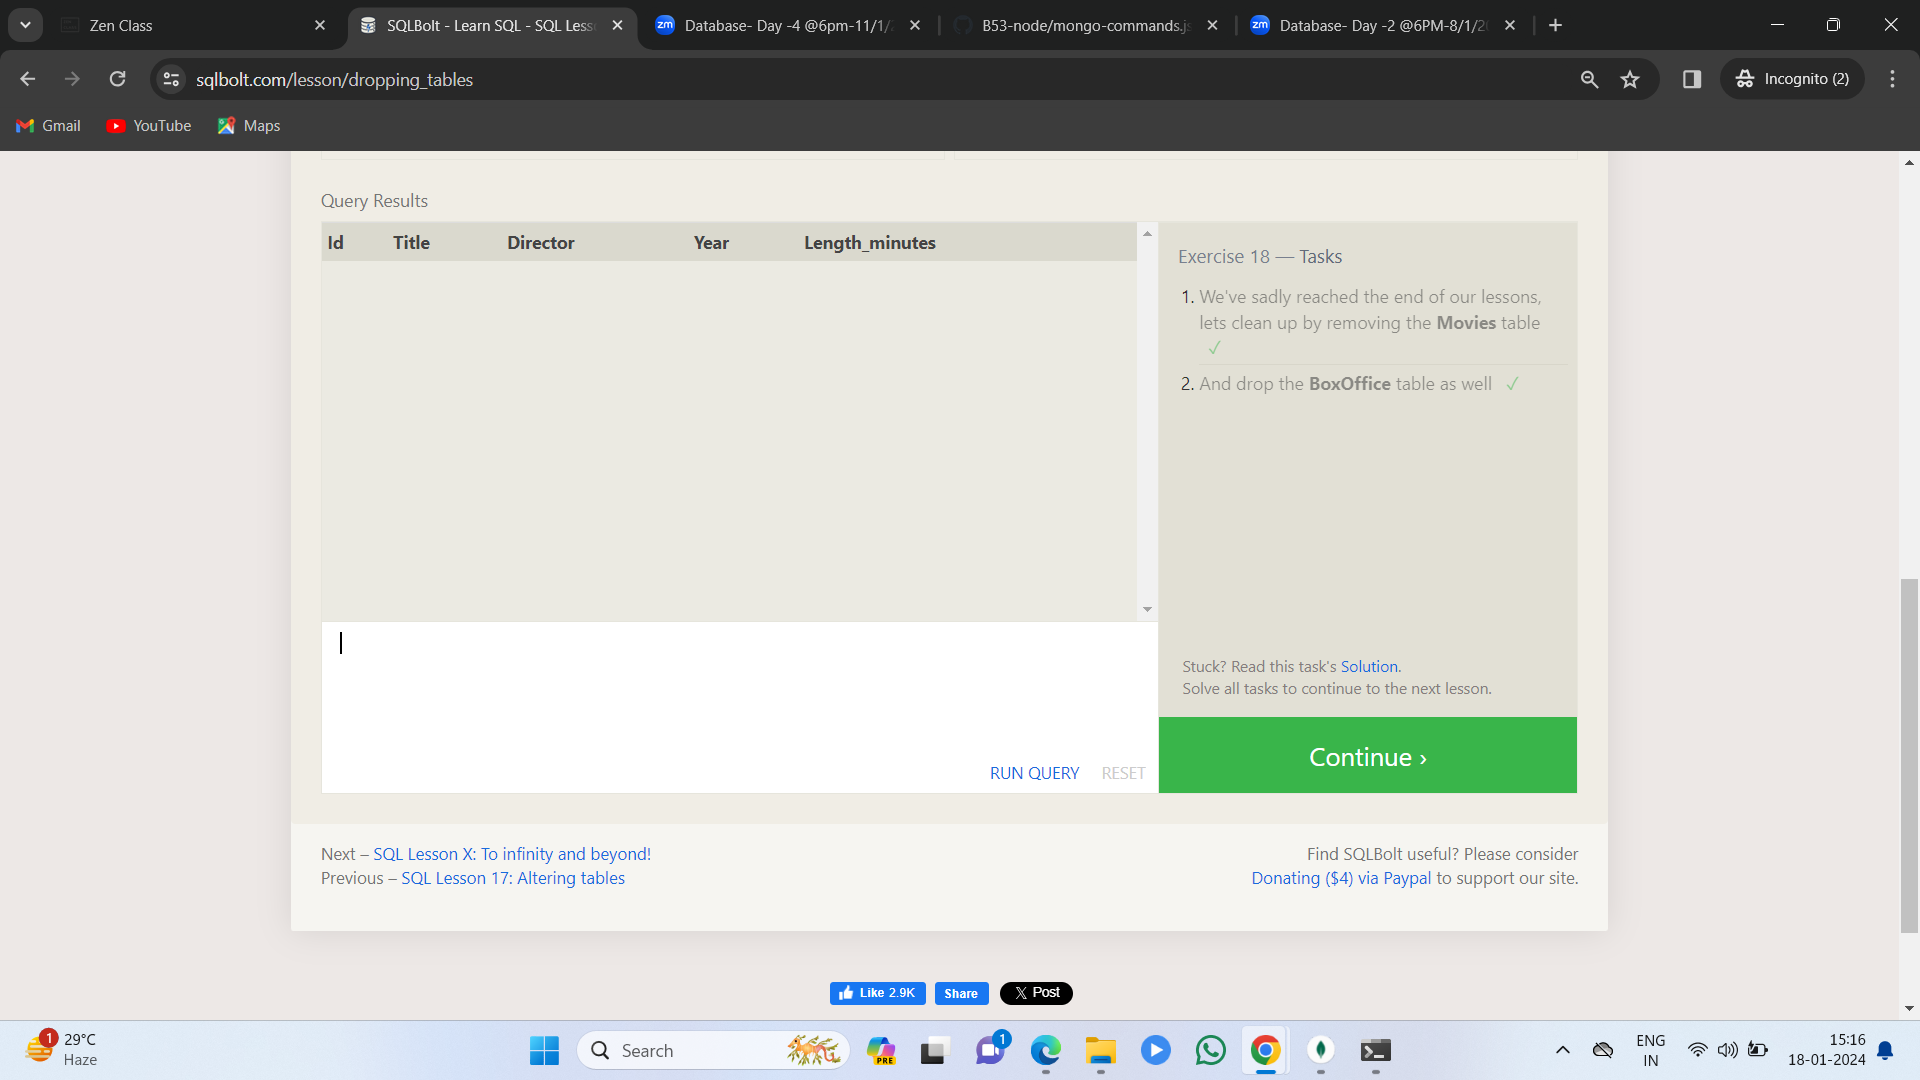 Zen Class
SQLBolt - Learn SQL - SQL Less
Database- Day -4 @6pm-11/1/
B53-node/mongo-commands.js
Database- Day -2 @6PM-8/1/2
sqlbolt.com/lesson/dropping_tables
Incognito (2)
Gmail
YouTube
Maps
Query Results
Id Title Director Year Length_minutes
Exercise 18 — Tasks
1. We've sadly reached the end of our lessons,
lets clean up by removing the Movies table
✓
2. And drop the BoxOffice table as well ✓
Stuck? Read this task's Solution.
Solve all tasks to continue to the next lesson.
RUN QUERY RESET
Continue ›
Next – SQL Lesson X: To infinity and beyond!
Previous – SQL Lesson 17: Altering tables
Find SQLBolt useful? Please consider
Donating ($4) via Paypal to support our site.
Like 2.9K
Share
Post
1
29°C
Haze
Search
PRE
1
ENG
IN
15:16
18-01-2024